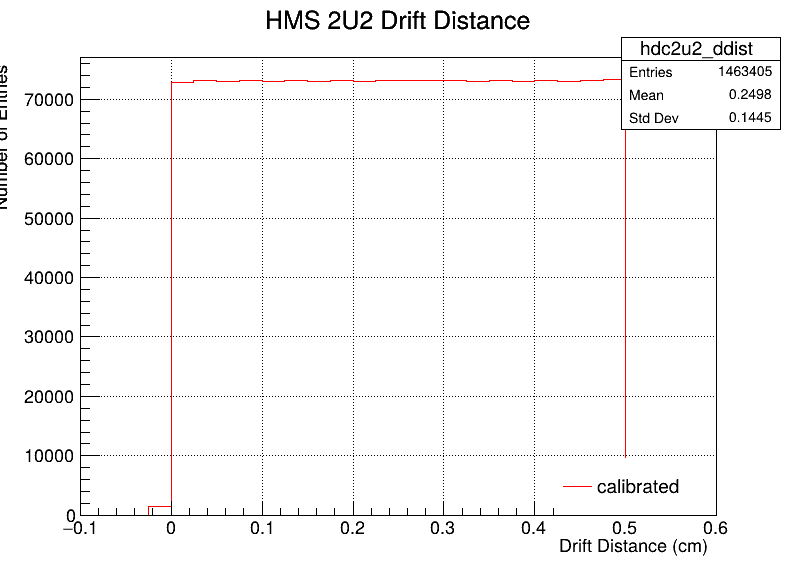 HMS 2U2 Drift Distance
hdc2u2_ddist
Entries 1463405
Mean 0.2498
Std Dev 0.1445
Number of Entries
70000
60000
50000
40000
30000
20000
10000
0
calibrated
−0.1 0 0.1 0.2 0.3 0.4 0.5 0.6
Drift Distance (cm)